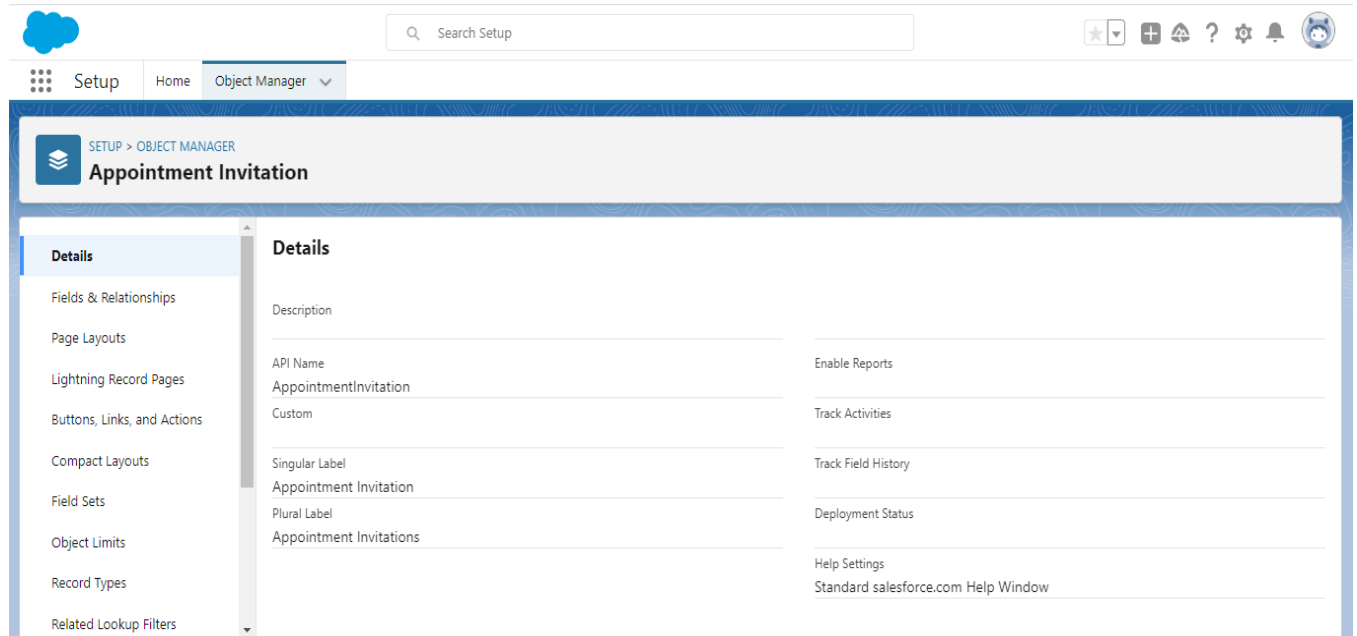 Search Setup
Setup
Home
Object Manager
SETUP > OBJECT MANAGER
Appointment Invitation
Details
Fields & Relationships
Page Layouts
Lightning Record Pages
Buttons, Links, and Actions
Compact Layouts
Field Sets
Object Limits
Record Types
Related Lookup Filters
Details
Description
API Name
AppointmentInvitation
Custom
Singular Label
Appointment Invitation
Plural Label
Appointment Invitations
Enable Reports
Track Activities
Track Field History
Deployment Status
Help Settings
Standard salesforce.com Help Window